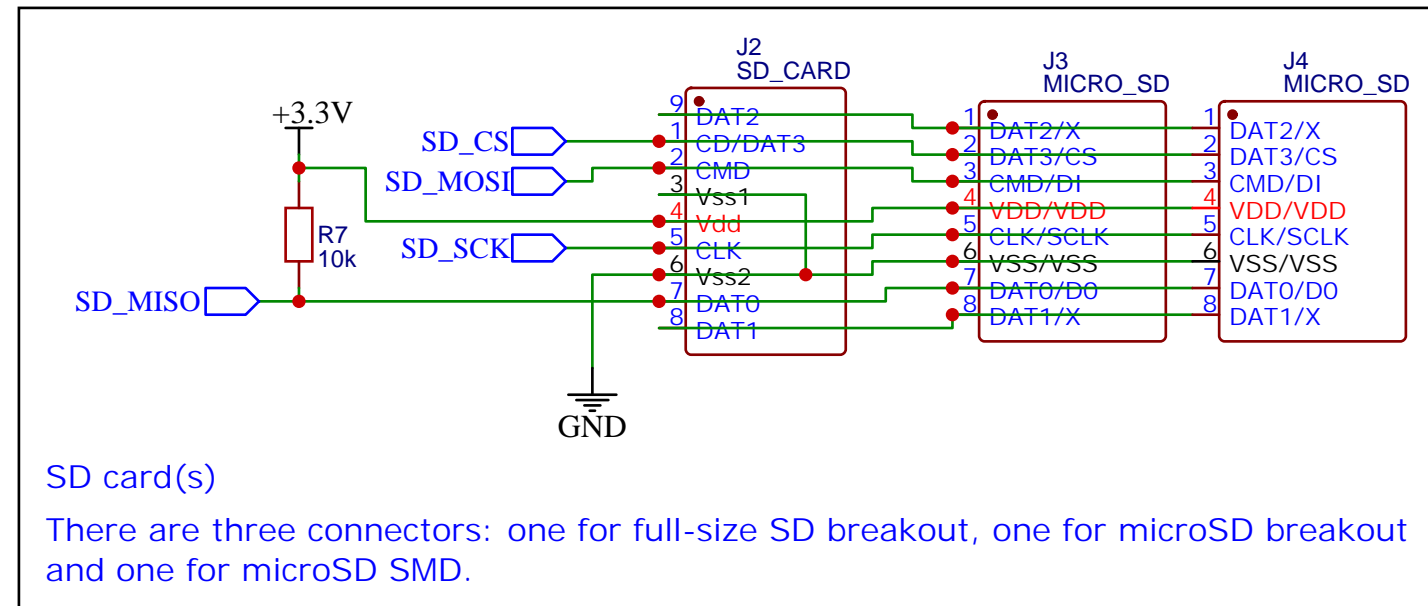 J2
SD_CARD
J3
MICRO_SD
J4
MICRO_SD
+3.3V
SD_CS
SD_MOSI
SD_SCK
SD_MISO
R7
10k
GND
9 DAT2
1 CD/DAT3
2 CMD
3 Vss1
4 Vdd
5 CLK
6 Vss2
7 DAT0
8 DAT1
1 DAT2/X
2 DAT3/CS
3 CMD/DI
4 VDD/VDD
5 CLK/SCLK
6 VSS/VSS
7 DAT0/D0
8 DAT1/X
1 DAT2/X
2 DAT3/CS
3 CMD/DI
4 VDD/VDD
5 CLK/SCLK
6 VSS/VSS
7 DAT0/D0
8 DAT1/X
SD card(s)
There are three connectors: one for full-size SD breakout, one for microSD breakout
and one for microSD SMD.